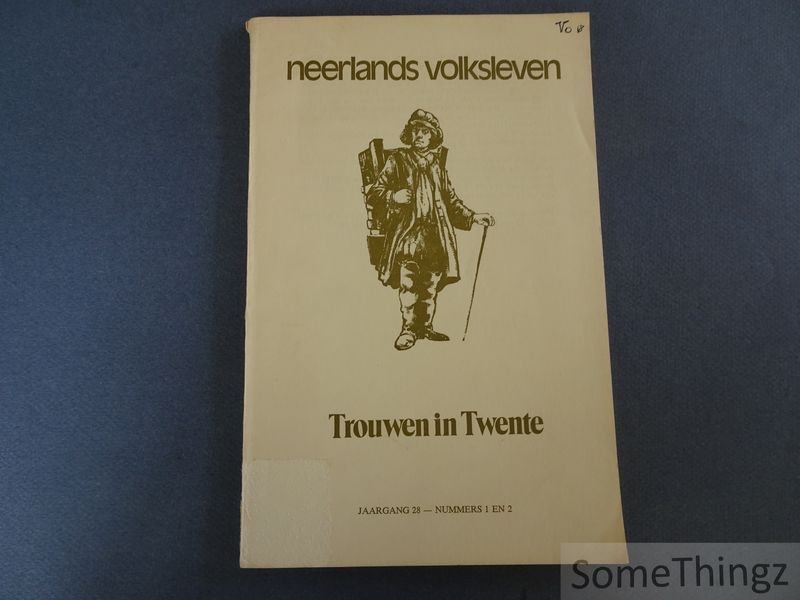 neerlands volksleven
Trouwen in Twente
JAARGANG 28 — NUMMERS 1 EN 2
SomeThingz